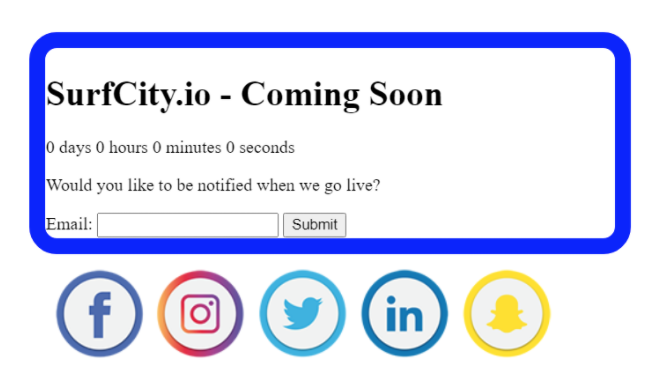 SurfCity.io - Coming Soon
0 days 0 hours 0 minutes 0 seconds
Would you like to be notified when we go live?
Email: Submit
f in